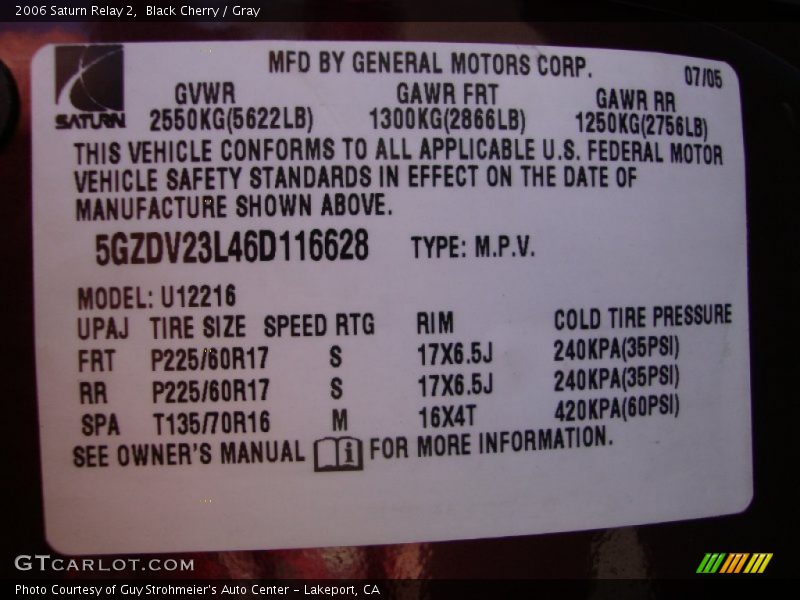 2006 Saturn Relay 2,  Black Cherry / Gray
MFD BY GENERAL MOTORS CORP. 07/05
SATURN
GVWR GAWR FRT GAWR RR
2550KG(5622LB) 1300KG(2866LB) 1250KG(2756LB)
THIS VEHICLE CONFORMS TO ALL APPLICABLE U.S. FEDERAL MOTOR
VEHICLE SAFETY STANDARDS IN EFFECT ON THE DATE OF
MANUFACTURE SHOWN ABOVE.
5GZDV23L46D116628 TYPE: M.P.V.
MODEL: U12216
UPAJ TIRE SIZE SPEED RTG RIM COLD TIRE PRESSURE
FRT P225/60R17 S 17X6.5J 240KPA(35PSI)
RR P225/60R17 S 17X6.5J 240KPA(35PSI)
SPA T135/70R16 M 16X4T 420KPA(60PSI)
SEE OWNER'S MANUAL i FOR MORE INFORMATION.
GTCARLOT.COM
Photo Courtesy of Guy Strohmeier's Auto Center - Lakeport, CA